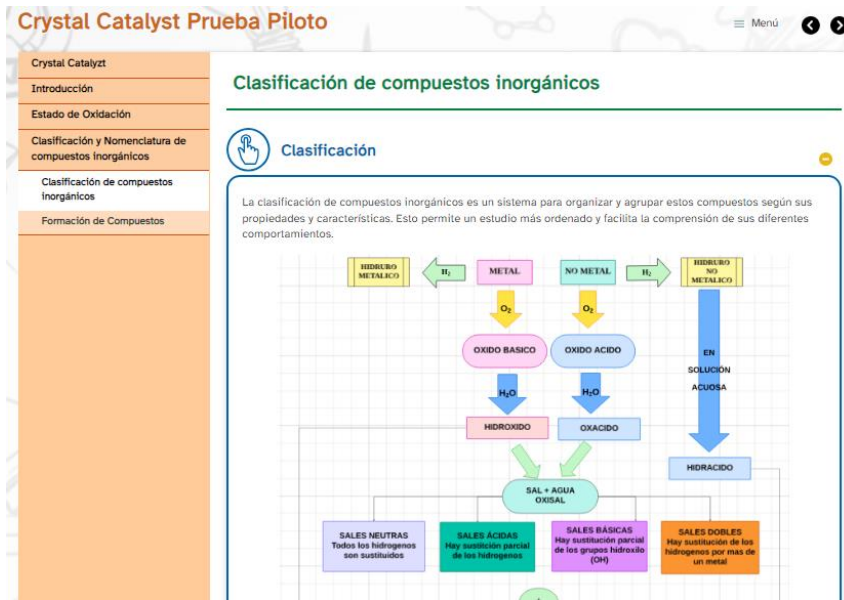 Crystal Catalyst Prueba Piloto
Menú
Crystal Catalyzt
Introducción
Estado de Oxidación
Clasificación y Nomenclatura de
compuestos inorgánicos
Clasificación de compuestos
inorgánicos
Formación de Compuestos
Clasificación de compuestos inorgánicos
Clasificación
La clasificación de compuestos inorgánicos es un sistema para organizar y agrupar estos compuestos según sus
propiedades y características. Esto permite un estudio más ordenado y facilita la comprensión de sus diferentes
comportamientos.
HIDRURO
METALICO
H₂
METAL
NO METAL
H₂
HIDRURO
NO
METALICO
O₂
O₂
OXIDO BASICO
OXIDO ACIDO
EN
SOLUCIÓN
ACUOSA
H₂O
H₂O
HIDROXIDO
OXACIDO
HIDRACIDO
SAL + AGUA
OXISAL
SALES NEUTRAS
Todos los hidrogenos
son sustituidos
SALES ÁCIDAS
Hay sustitción parcial
de los hidrogenos
SALES BÁSICAS
Hay sustitución parcial
de los grupos hidroxilo
(OH)
SALES DOBLES
Hay sustitución de los
hidrogenos por mas de
un metal